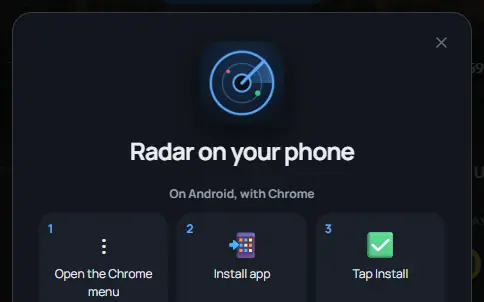 Radar on your phone
On Android, with Chrome
1
2
3
Open the Chrome
menu
Install app
Tap Install